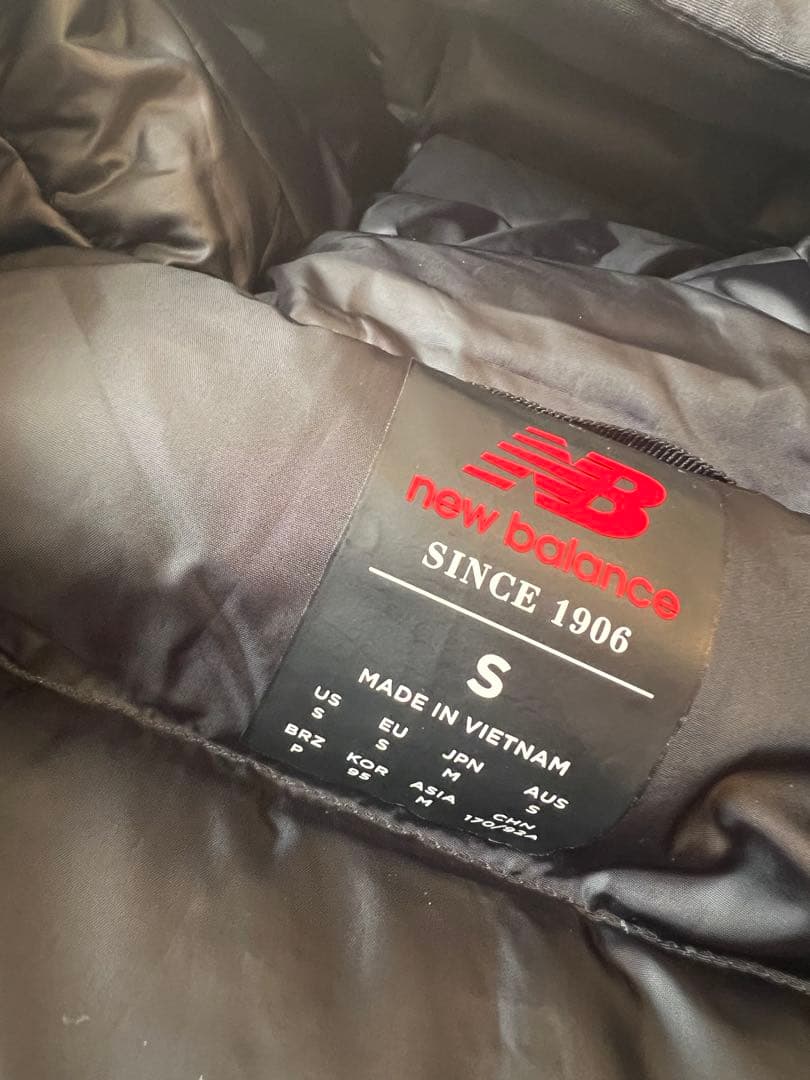 NB
new balance
SINCE 1906
S
MADE IN VIETNAM
US EU JPN AUS
S S M S
BRZ KOR ASIA CHN
P 95 M 170/92A